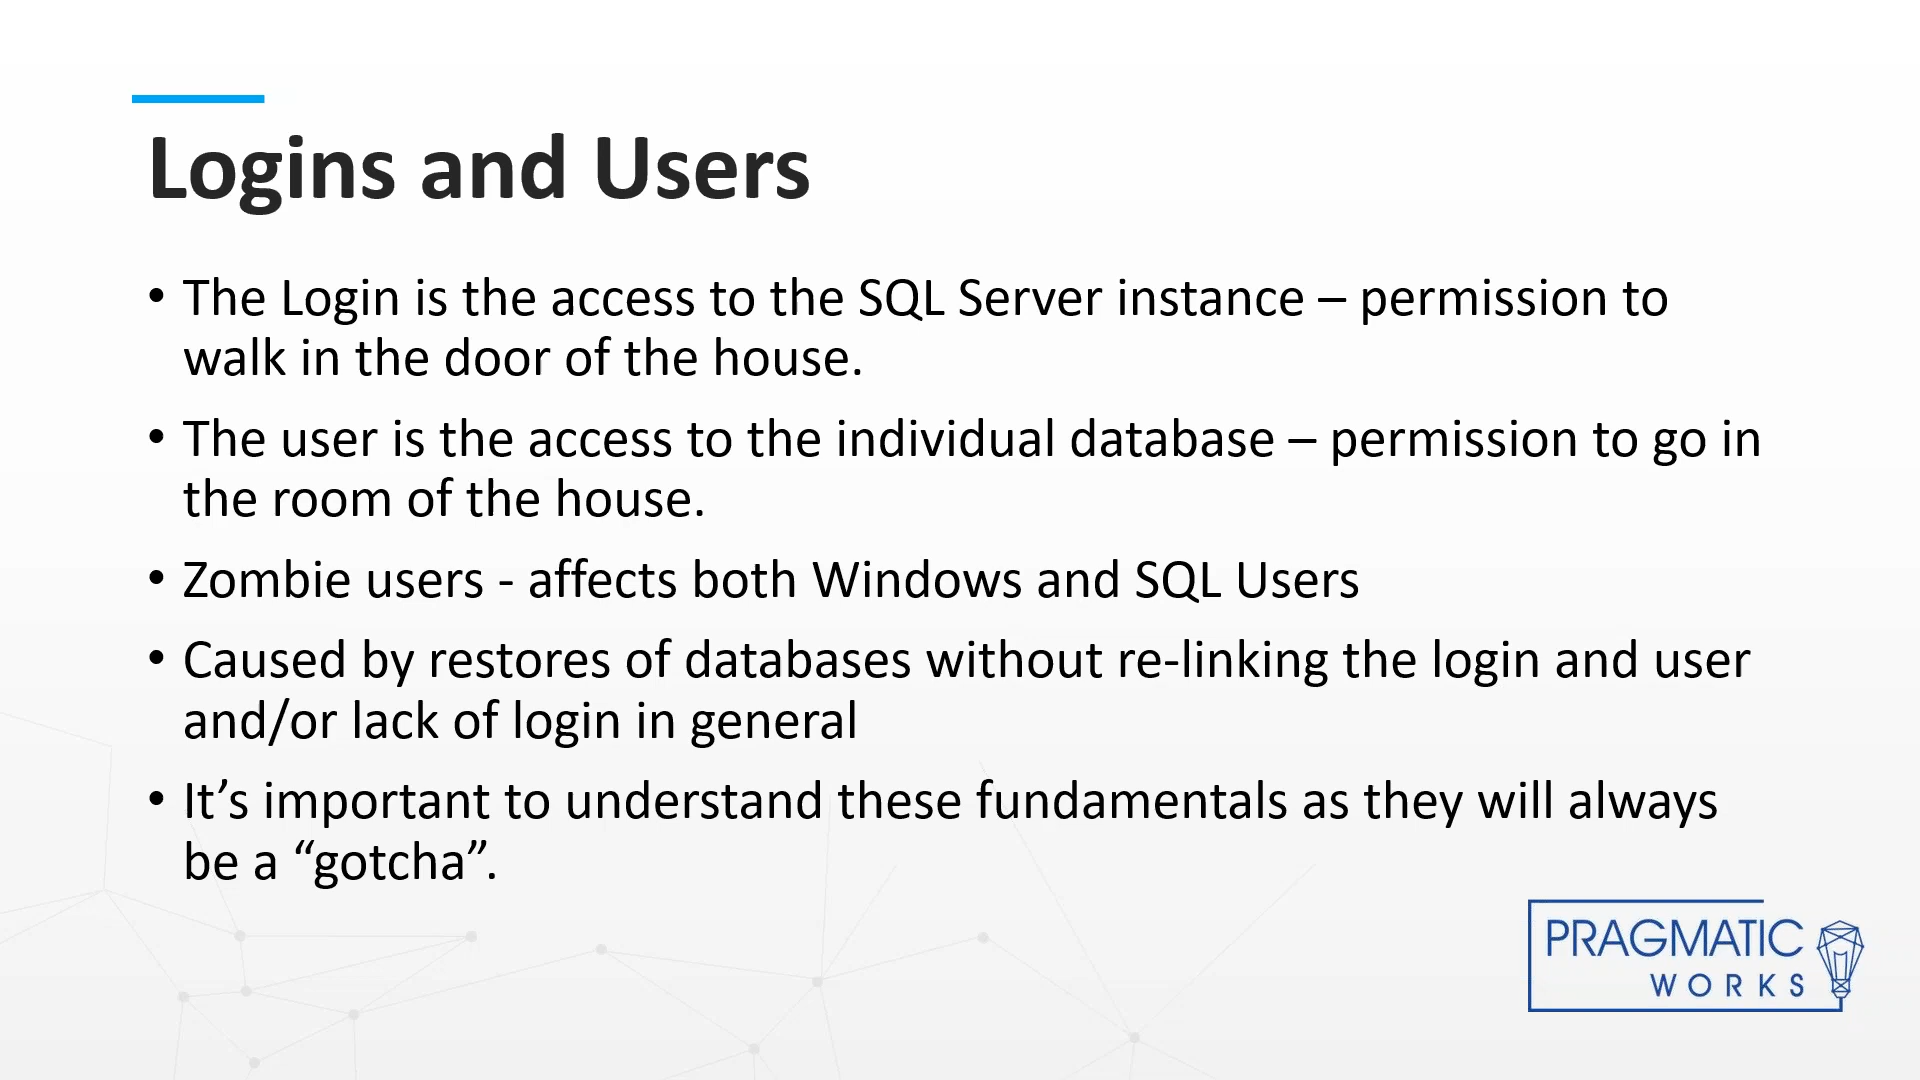 Logins and Users
• The Login is the access to the SQL Server instance – permission to
walk in the door of the house.
• The user is the access to the individual database – permission to go in
the room of the house.
• Zombie users - affects both Windows and SQL Users
• Caused by restores of databases without re-linking the login and user
and/or lack of login in general
• It’s important to understand these fundamentals as they will always
be a “gotcha”.
PRAGMATIC
WORKS